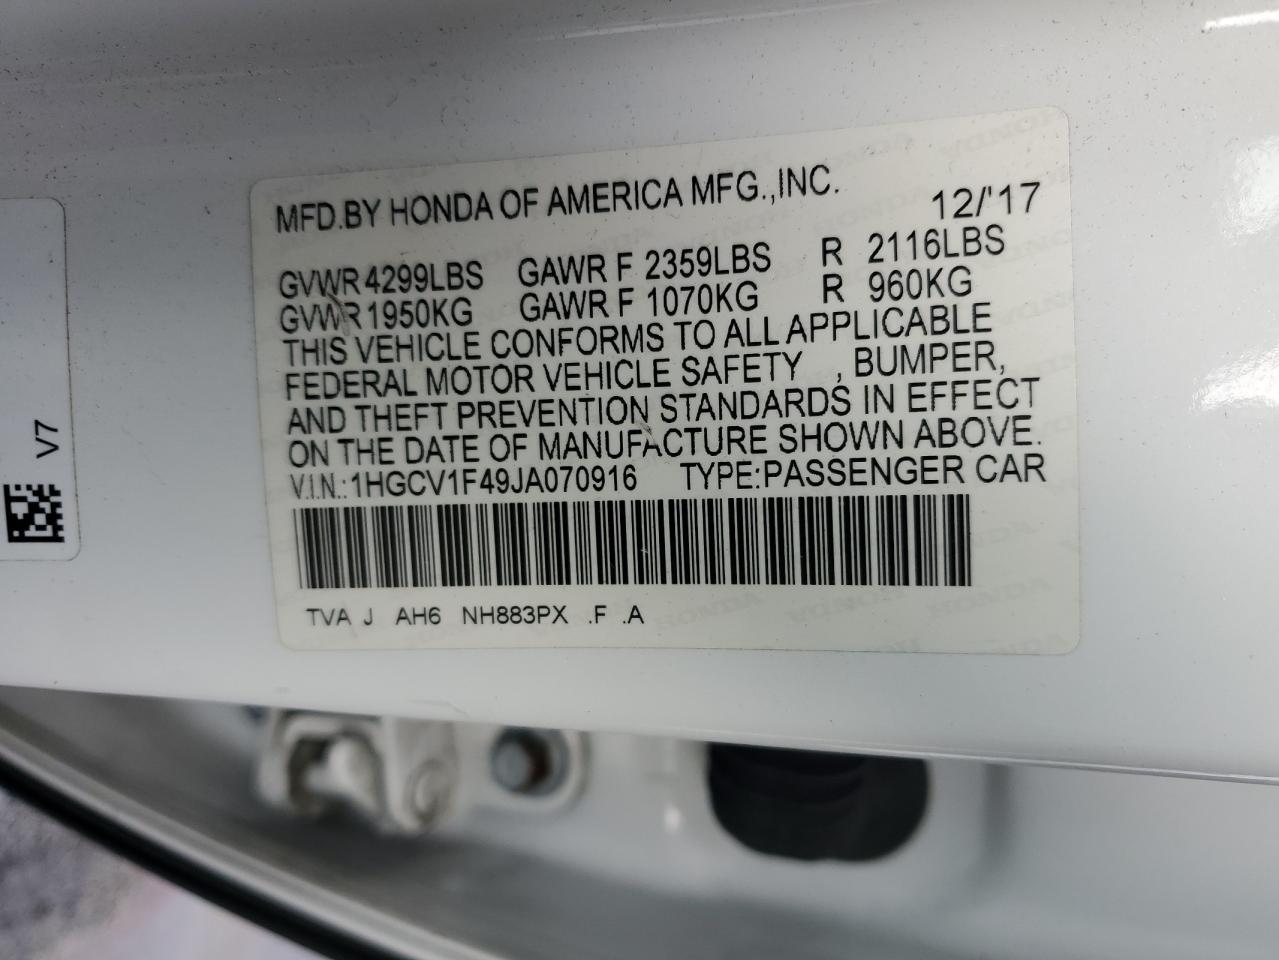 MFD.BY HONDA OF AMERICA MFG.,INC. 12/'17
GVWR 4299LBS GAWR F 2359LBS R 2116LBS
GVWR 1950KG GAWR F 1070KG R 960KG
THIS VEHICLE CONFORMS TO ALL APPLICABLE
FEDERAL MOTOR VEHICLE SAFETY , BUMPER,
AND THEFT PREVENTION STANDARDS IN EFFECT
ON THE DATE OF MANUFACTURE SHOWN ABOVE.
V.I.N.:1HGCV1F49JA070916 TYPE:PASSENGER CAR
TVA J AH6 NH883PX .F .A
V7